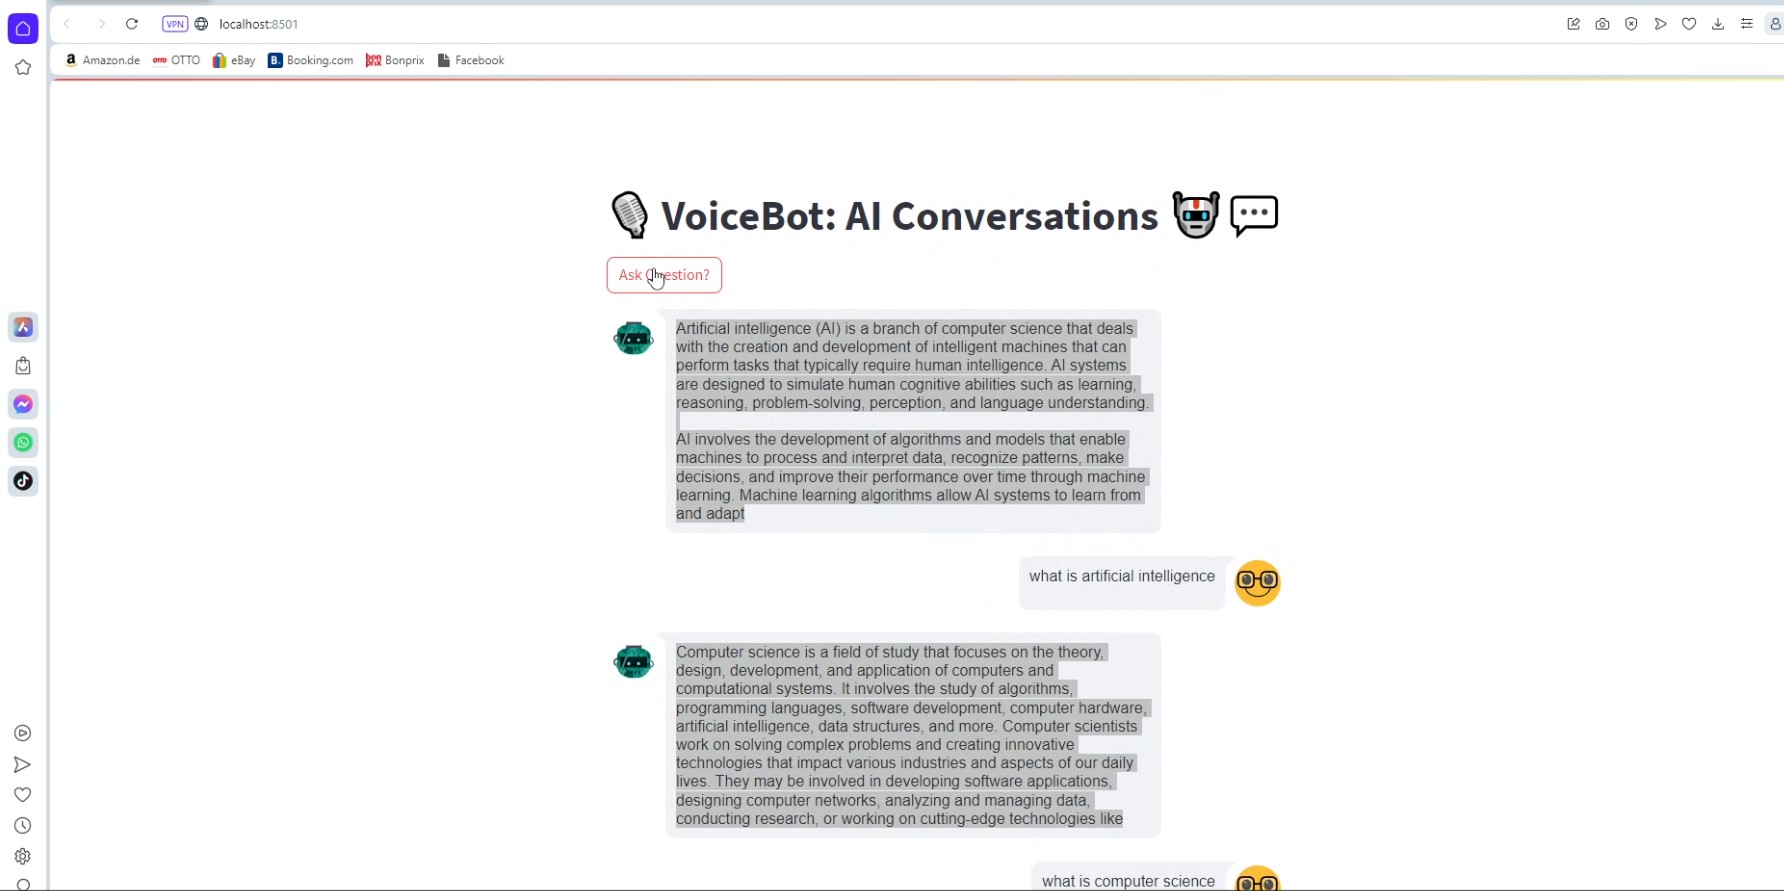 VPN
localhost:8501
Amazon.de
OTTO
eBay
Booking.com
Bonprix
Facebook
VoiceBot: AI Conversations
Ask Question?
Artificial intelligence (AI) is a branch of computer science that deals
with the creation and development of intelligent machines that can
perform tasks that typically require human intelligence. AI systems
are designed to simulate human cognitive abilities such as learning,
reasoning, problem-solving, perception, and language understanding.
AI involves the development of algorithms and models that enable
machines to process and interpret data, recognize patterns, make
decisions, and improve their performance over time through machine
learning. Machine learning algorithms allow AI systems to learn from
and adapt
what is artificial intelligence
Computer science is a field of study that focuses on the theory,
design, development, and application of computers and
computational systems. It involves the study of algorithms,
programming languages, software development, computer hardware,
artificial intelligence, data structures, and more. Computer scientists
work on solving complex problems and creating innovative
technologies that impact various industries and aspects of our daily
lives. They may be involved in developing software applications,
designing computer networks, analyzing and managing data,
conducting research, or working on cutting-edge technologies like
what is computer science